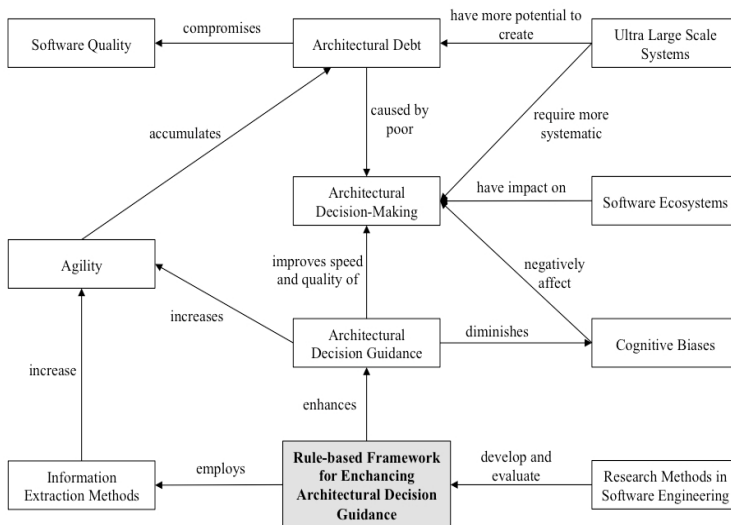 Software Quality
compromises
Architectural Debt
have more potential to
create
Ultra Large Scale
Systems
accumulates
caused by
poor
require more
systematic
Architectural
Decision-Making
have impact on
Software Ecosystems
Agility
improves speed
and quality of
negatively
affect
increases
Architectural
Decision Guidance
diminishes
Cognitive Biases
increase
enhances
Information
Extraction Methods
employs
Rule-based Framework
for Enchancing
Architectural Decision
Guidance
develop and
evaluate
Research Methods in
Software Engineering